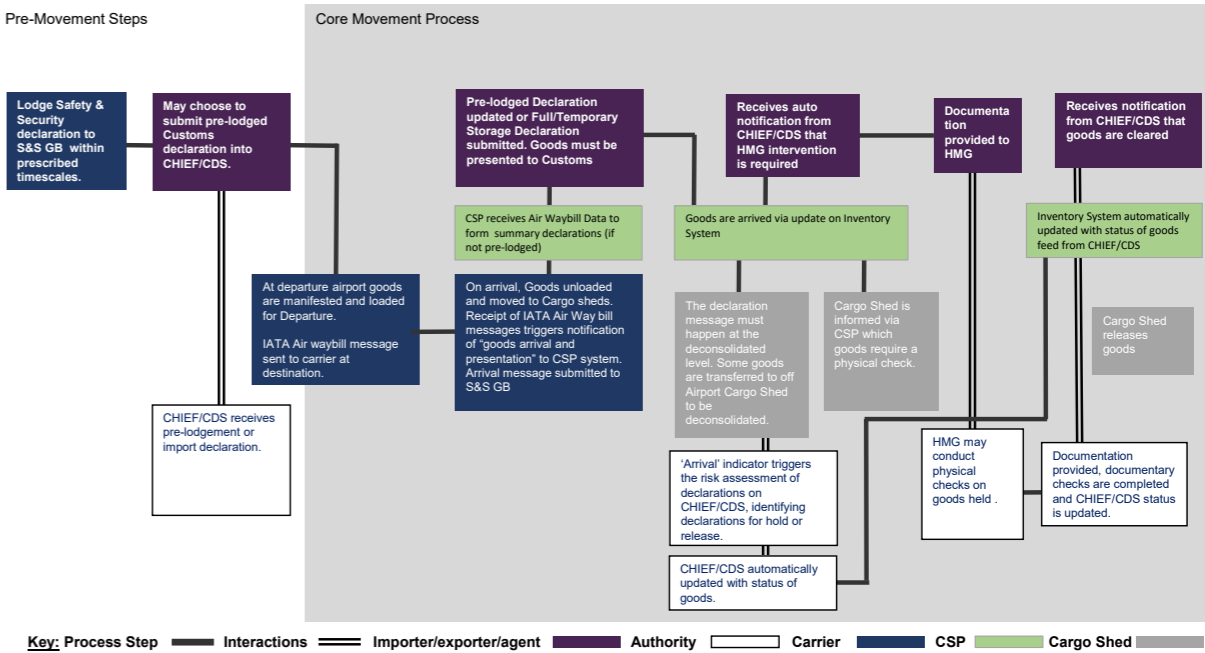 Pre-Movement Steps
Core Movement Process
Lodge Safety &
Security
declaration to
S&S GB within
prescribed
timescales.
May choose to
submit pre-lodged
Customs
declaration into
CHIEF/CDS.
Pre-lodged Declaration
updated or Full/Temporary
Storage Declaration
submitted. Goods must be
presented to Customs
Receives auto
notification from
CHIEF/CDS that
HMG intervention
is required
Documenta
tion
provided to
HMG
Receives notification
from CHIEF/CDS that
goods are cleared
CSP receives Air Waybill Data to
form summary declarations (if
not pre-lodged)
Goods are arrived via update on Inventory
System
Inventory System automatically
updated with status of goods
feed from CHIEF/CDS
At departure airport goods
are manifested and loaded
for Departure.
IATA Air waybill message
sent to carrier at
destination.
On arrival, Goods unloaded
and moved to Cargo sheds.
Receipt of IATA Air Way bill
messages triggers notification
of “goods arrival and
presentation” to CSP system.
Arrival message submitted to
S&S GB
The declaration
message must
happen at the
deconsolidated
level. Some goods
are transferred to off
Airport Cargo Shed
to be
deconsolidated.
Cargo Shed is
informed via
CSP which
goods require a
physical check.
Cargo Shed
releases
goods
CHIEF/CDS receives
pre-lodgement or
import declaration.
‘Arrival’ indicator triggers
the risk assessment of
declarations on
CHIEF/CDS, identifying
declarations for hold or
release.
HMG may
conduct
physical
checks on
goods held .
Documentation
provided, documentary
checks are completed
and CHIEF/CDS status
is updated.
CHIEF/CDS automatically
updated with status of
goods.
Key: Process Step Interactions Importer/exporter/agent Authority Carrier CSP Cargo Shed